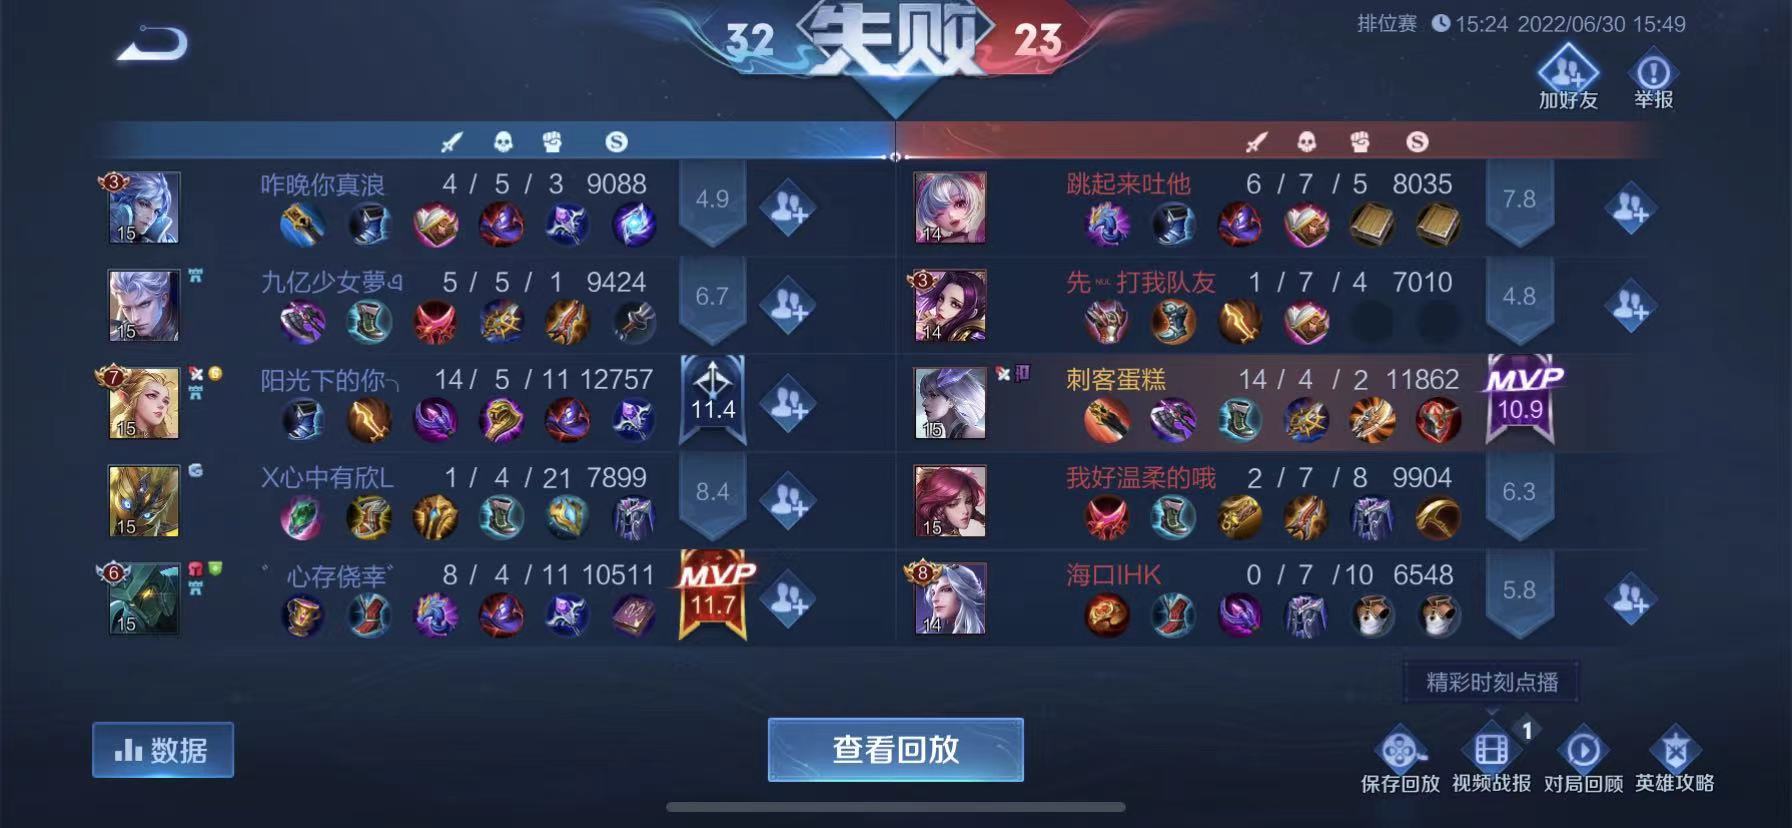 32 失败 23
排位赛 15:24 2022/06/30 15:49
加好友 举报
3 15 昨晚你真浪 4 / 5 / 3 9088 4.9
14 跳起来吐他 6 / 7 / 5 8035 7.8
15 九亿少女夢 5 / 5 / 1 9424 6.7
3 14 先 NUL 打我队友 1 / 7 / 4 7010 4.8
7 15 阳光下的你 14 / 5 / 11 12757 11.4
15 刺客蛋糕 14 / 4 / 2 11862 MVP 10.9
15 X心中有欣L 1 / 4 / 21 7899 8.4
15 我好温柔的哦 2 / 7 / 8 9904 6.3
6 15 心存侥幸 8 / 4 / 11 10511 MVP 11.7
8 14 海口IHK 0 / 7 / 10 6548 5.8
精彩时刻点播
数据 查看回放 1
保存回放 视频战报 对局回顾 英雄攻略